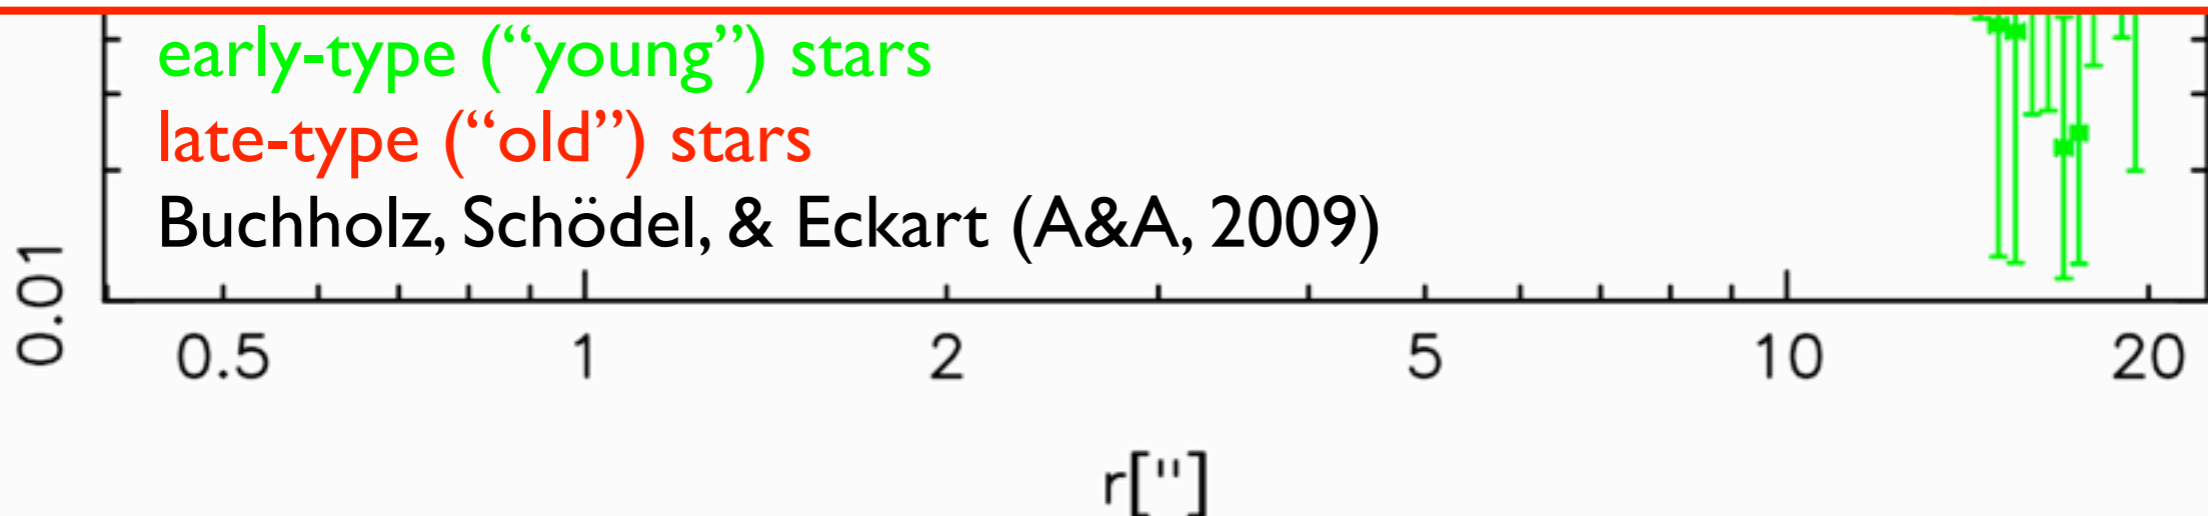 early-type (“young”) stars
late-type (“old”) stars
Buchholz, Schödel, & Eckart (A&A, 2009)
0.01
0.5 1 2 5 10 20
r["]